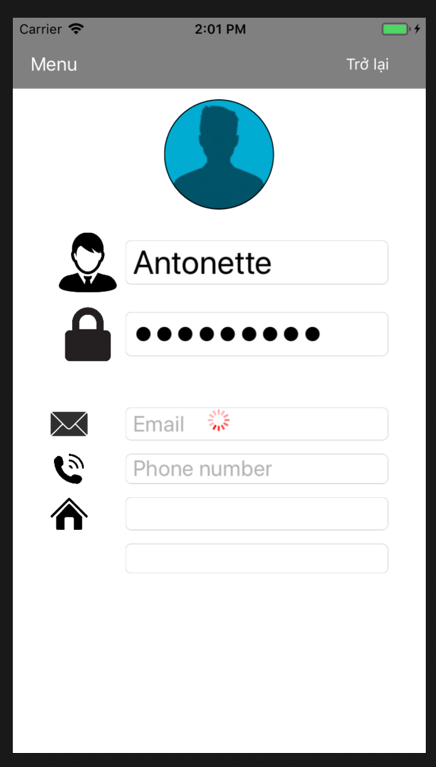 Carrier 2:01 PM
Menu Trở lại
Antonette
●●●●●●●●●
Email
Phone number